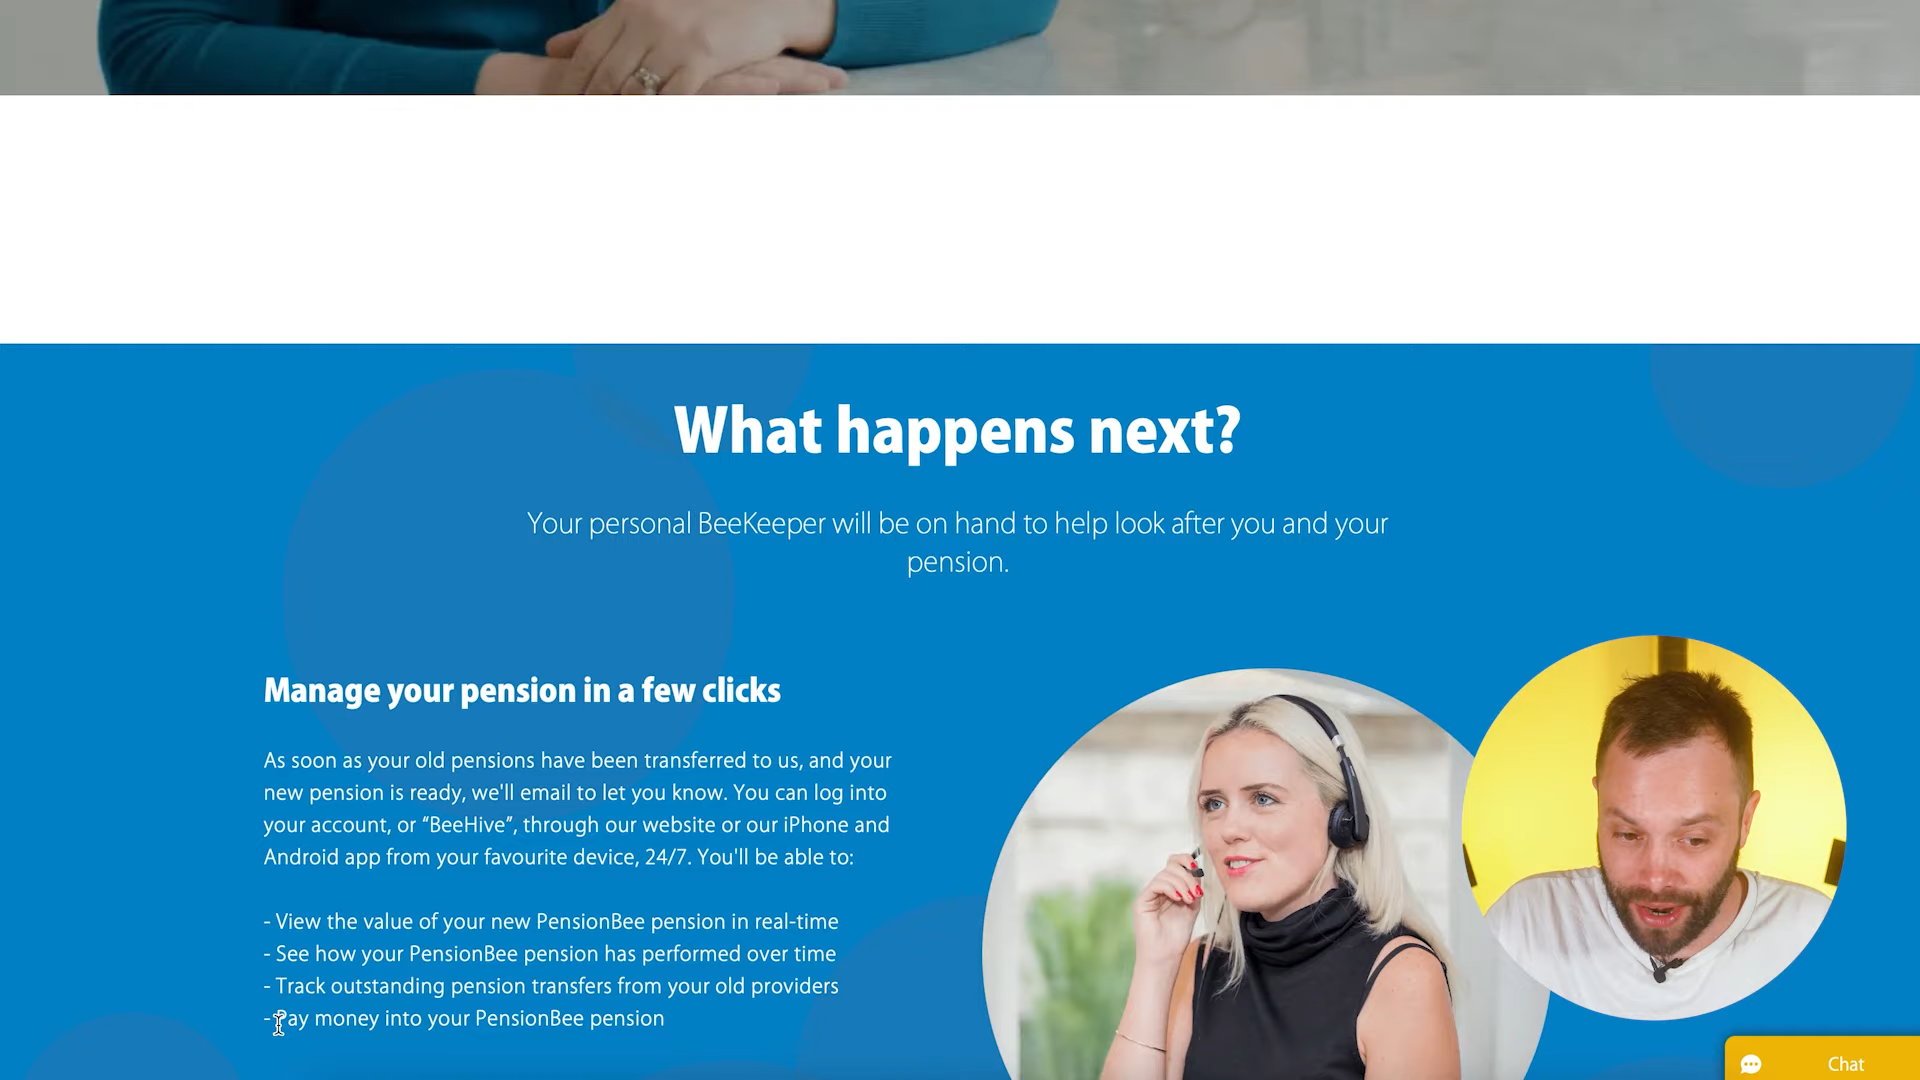 What happens next?
Your personal BeeKeeper will be on hand to help look after you and your
pension.
Manage your pension in a few clicks
As soon as your old pensions have been transferred to us, and your
new pension is ready, we'll email to let you know. You can log into
your account, or “BeeHive”, through our website or our iPhone and
Android app from your favourite device, 24/7. You'll be able to:
- View the value of your new PensionBee pension in real-time
- See how your PensionBee pension has performed over time
- Track outstanding pension transfers from your old providers
- Pay money into your PensionBee pension
Chat